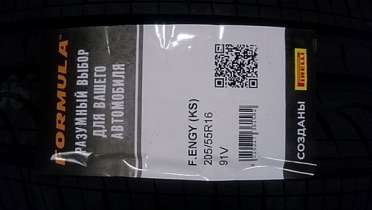 FORMULA
РАЗУМНЫЙ ВЫБОР
ДЛЯ ВАШЕГО
АВТОМОБИЛЯ
F.ENGY (KS)
205/55R16
91V
СОЗДАНЫ
PIRELLI